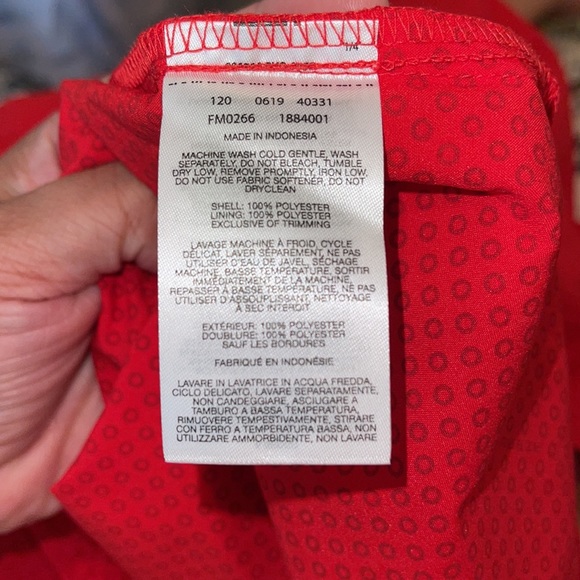 1/4
120 0619 40331
FM0266 1884001
MADE IN INDONESIA
MACHINE WASH COLD GENTLE, WASH
SEPARATELY, DO NOT BLEACH, TUMBLE
DRY LOW, REMOVE PROMPTLY, IRON LOW,
DO NOT USE FABRIC SOFTENER, DO NOT
DRYCLEAN
SHELL: 100% POLYESTER
LINING: 100% POLYESTER
EXCLUSIVE OF TRIMMING
LAVAGE MACHINE À FROID, CYCLE
DÉLICAT, LAVER SÉPARÉMENT, NE PAS
UTILISER D'EAU DE JAVEL, SÉCHAGE
MACHINE, BASSE TEMPÉRATURE, SORTIR
IMMÉDIATEMENT DE LA MACHINE,
REPASSER À BASSE TEMPÉRATURE, NE PAS
UTILISER D'ASSOUPLISSANT, NETTOYAGE
À SEC INTERDIT
EXTÉRIEUR: 100% POLYESTER
DOUBLURE: 100% POLYESTER
SAUF LES BORDURES
FABRIQUÉ EN INDONÉSIE
LAVARE IN LAVATRICE IN ACQUA FREDDA,
CICLO DELICATO, LAVARE SEPARATAMENTE,
NON CANDEGGIARE, ASCIUGARE A
TAMBURO A BASSA TEMPERATURA,
RIMUOVERE TEMPESTIVAMENTE, STIRARE
CON FERRO A TEMPERATURA BASSA, NON
UTILIZZARE AMMORBIDENTE, NON LAVARE